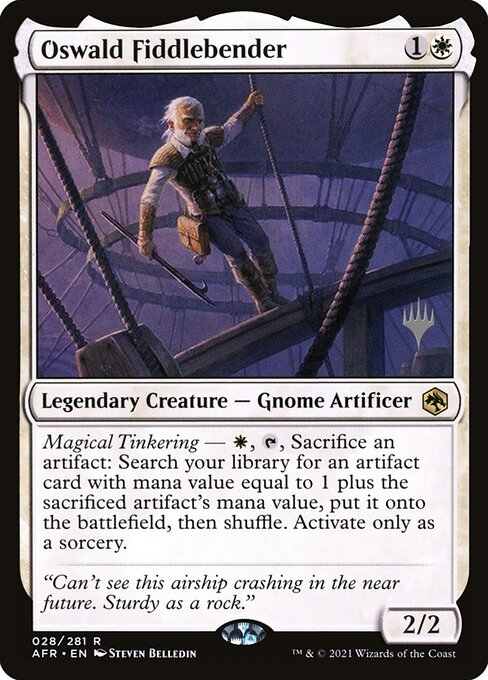 Oswald Fiddlebender 1
Legendary Creature — Gnome Artificer
Magical Tinkering — , , Sacrifice an
artifact: Search your library for an artifact
card with mana value equal to 1 plus the
sacrificed artifact's mana value, put it onto
the battlefield, then shuffle. Activate only as
a sorcery.
"Can't see this airship crashing in the near
future. Sturdy as a rock."
2/2
028/281 R
AFR • EN Steven Belledin ™ & © 2021 Wizards of the Coast